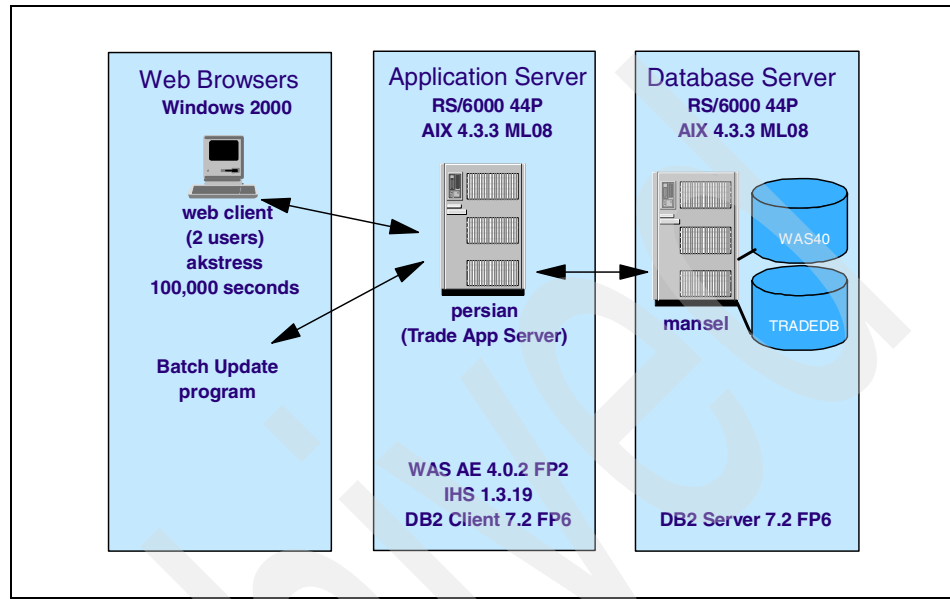 Web Browsers
Windows 2000
web client
(2 users)
akstress
100,000 seconds
Batch Update
program
Application Server
RS/6000 44P
AIX 4.3.3 ML08
persian
(Trade App Server)
WAS AE 4.0.2 FP2
IHS 1.3.19
DB2 Client 7.2 FP6
Database Server
RS/6000 44P
AIX 4.3.3 ML08
WAS40
TRADEDB
mansel
DB2 Server 7.2 FP6